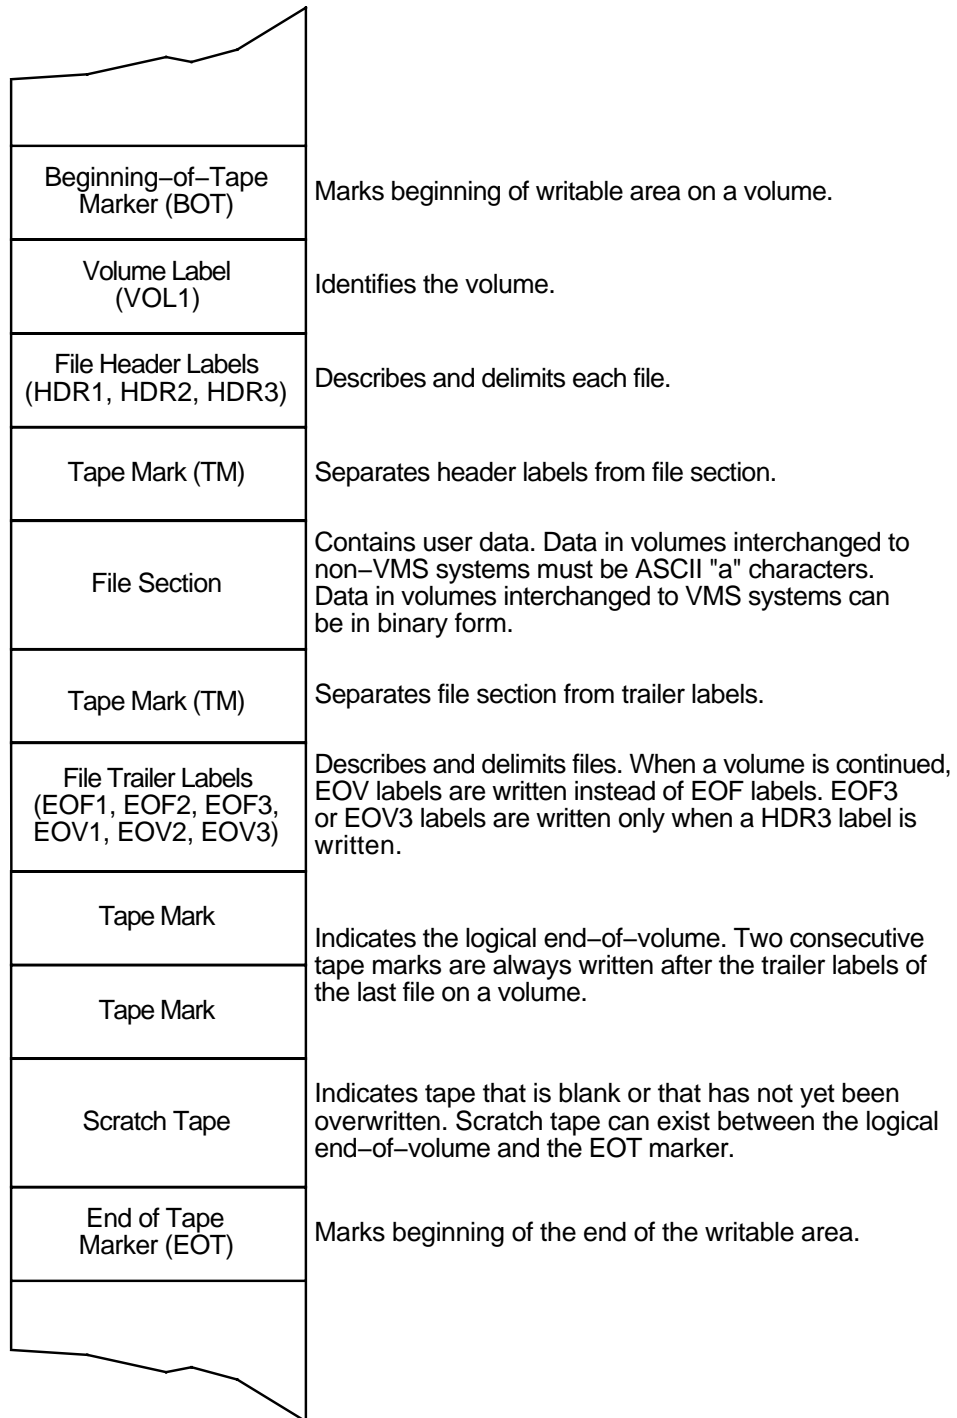 Beginning−of−Tape
Marker (BOT)
Marks beginning of writable area on a volume.
Volume Label
(VOL1)
Identifies the volume.
File Header Labels
(HDR1, HDR2, HDR3)
Describes and delimits each file.
Tape Mark (TM)
Separates header labels from file section.
File Section
Contains user data. Data in volumes interchanged to
non−VMS systems must be ASCII "a" characters.
Data in volumes interchanged to VMS systems can
be in binary form.
Tape Mark (TM)
Separates file section from trailer labels.
File Trailer Labels
(EOF1, EOF2, EOF3,
EOV1, EOV2, EOV3)
Describes and delimits files. When a volume is continued,
EOV labels are written instead of EOF labels. EOF3
or EOV3 labels are written only when a HDR3 label is
written.
Tape Mark
Tape Mark
Indicates the logical end−of−volume. Two consecutive
tape marks are always written after the trailer labels of
the last file on a volume.
Scratch Tape
Indicates tape that is blank or that has not yet been
overwritten. Scratch tape can exist between the logical
end−of−volume and the EOT marker.
End of Tape
Marker (EOT)
Marks beginning of the end of the writable area.